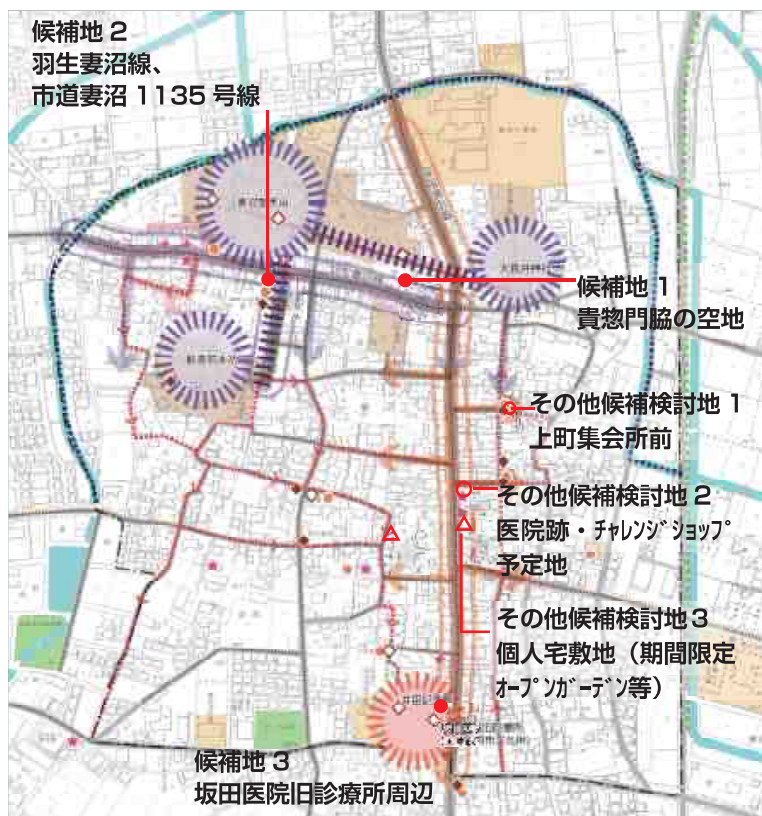 候補地 2
羽生妻沼線、
市道妻沼 1135 号線
候補地 1
貴惣門脇の空地
その他候補検討地 1
上町集会所前
その他候補検討地 2
医院跡・ﾁｬﾚﾝｼﾞｼｮｯﾌﾟ
予定地
その他候補検討地 3
個人宅敷地（期間限定
ｵｰﾌﾟﾝｶﾞｰﾃﾞﾝ等）
候補地 3
坂田医院旧診療所周辺